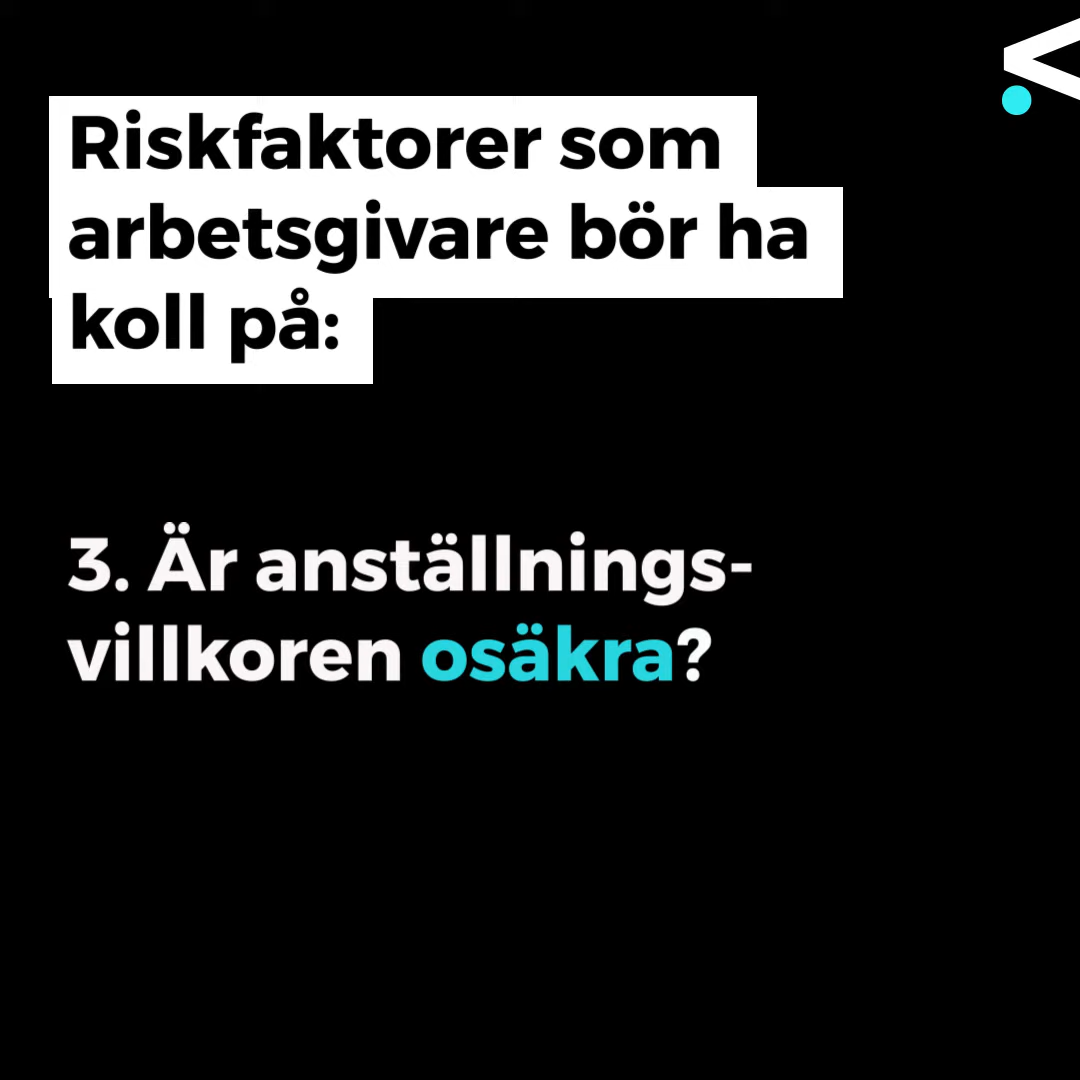 Riskfaktorer som
arbetsgivare bör ha
koll på:
3. Är anställnings-
villkoren osäkra?